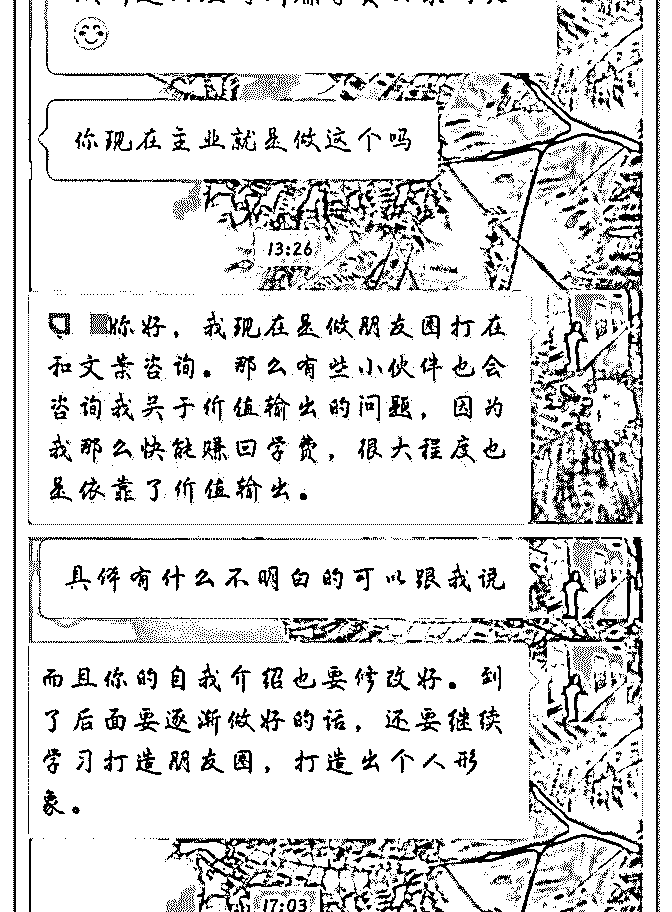 你现在主业就是做这个吗
13:26
你好，我现在是做朋友圈打在
和文案咨询。那么有些小伙伴也会
咨询我关于价值输出的问题，因为
我那么快能赚回学费，很大程度也
是依靠了价值输出。
具体有什么不明白的可以跟我说
而且你的自我介绍也要修改好。到
了后面要逐渐做好的话，还要继续
学习打造朋友圈，打造出个人形
象。
17:03